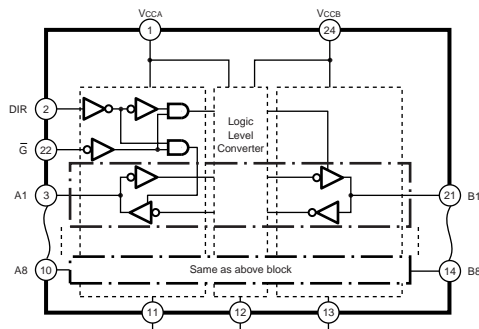 VCCA
VCCB
1
24
DIR
2
G̅
22
Logic
Level
Converter
A1
3
21
B1
A8
10
Same as above block
14
B8
11
12
13